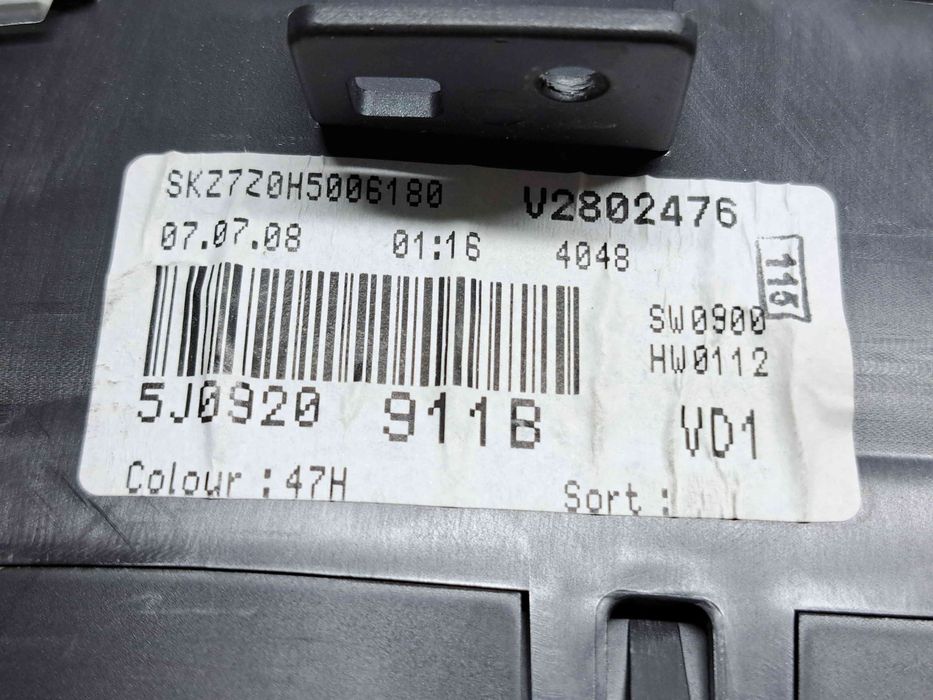 SKZ7Z0H5006180 V2802476
07.07.08 01:16 4048
115
SW0900
HW0112
5J0920 911B VD1
Colour : 47H Sort :